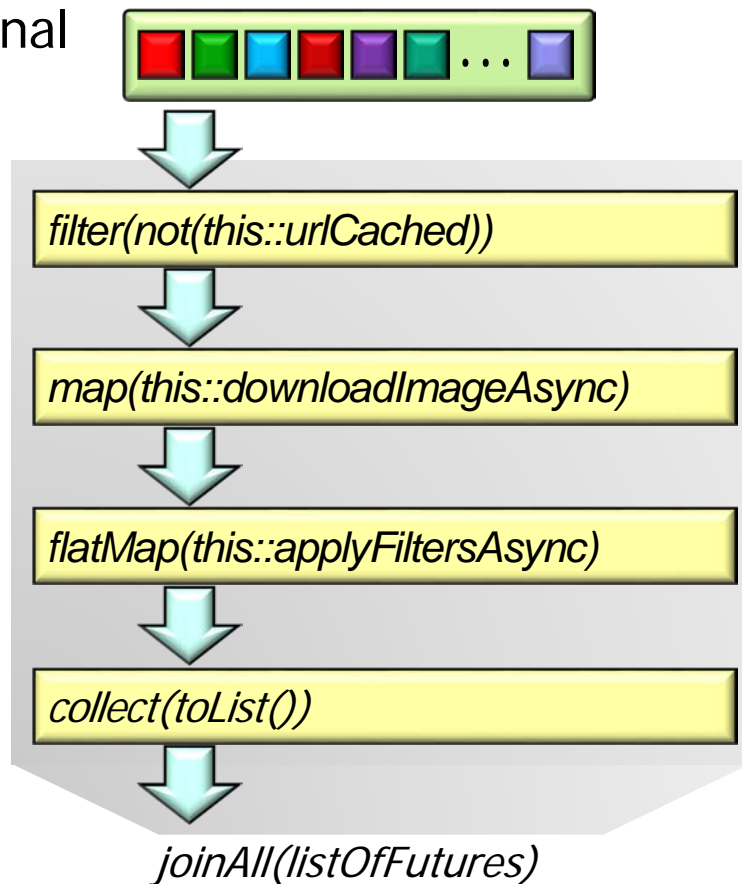 nal
...
filter(not(this::urlCached))
map(this::downloadImageAsync)
flatMap(this::applyFiltersAsync)
collect(toList())
joinAll(listOfFutures)